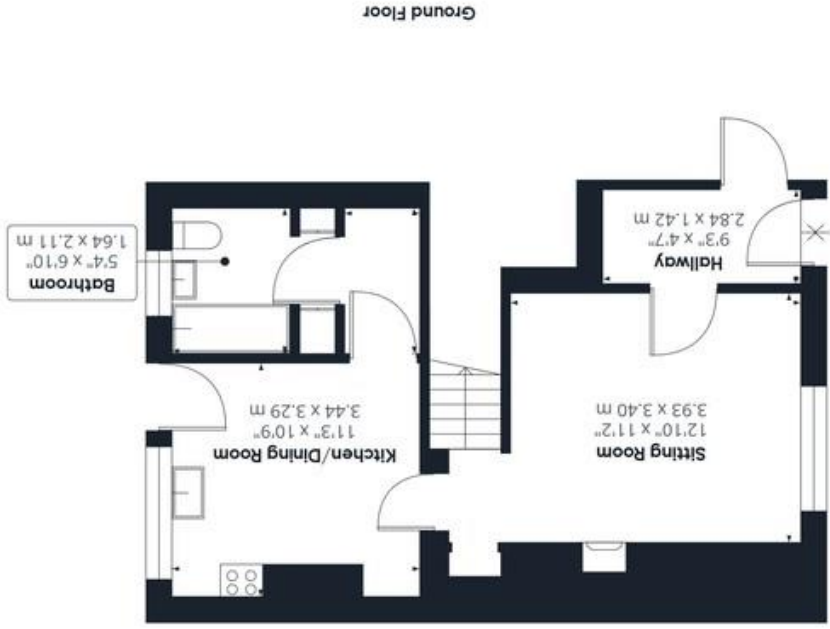 Sitting Room
12'10" x 11'2"
3.93 x 3.40 m
Kitchen/Dining Room
11'3" x 10'9"
3.44 x 3.29 m
Hallway
9'3" x 4'7"
2.84 x 1.42 m
Bathroom
5'4" x 6'10"
1.64 x 2.11 m
Ground Floor